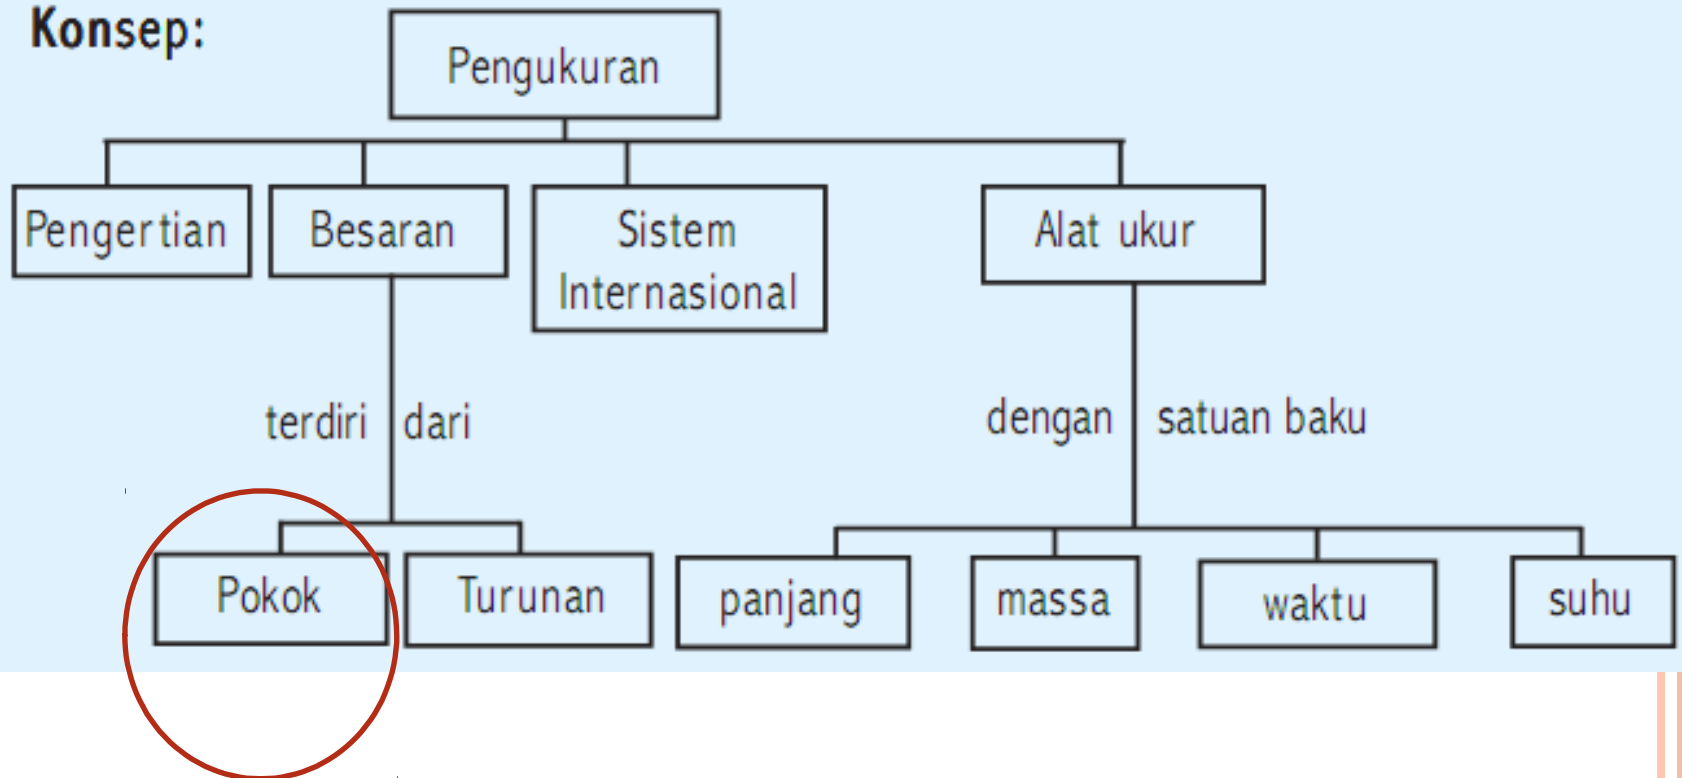 Konsep:
Pengukuran
Pengertian
Besaran
Sistem
Internasional
Alat ukur
terdiri dari
dengan satuan baku
Pokok
Turunan
panjang
massa
waktu
suhu